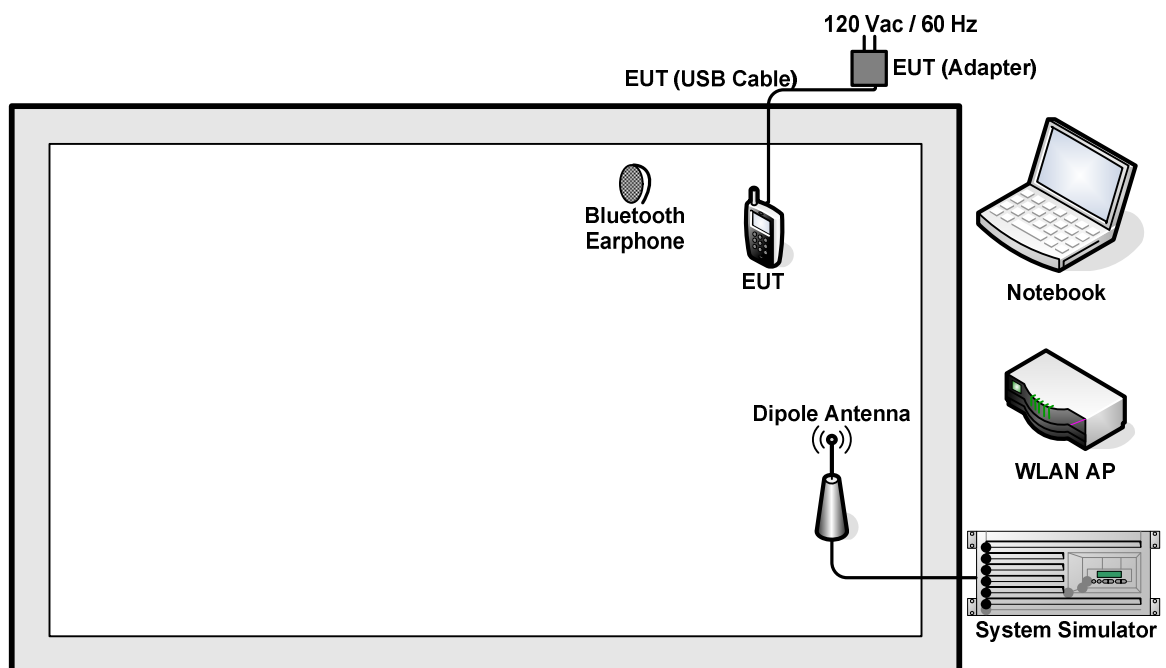 120 Vac / 60 Hz
EUT (Adapter)
EUT (USB Cable)
Bluetooth
Earphone
EUT
Notebook
Dipole Antenna
WLAN AP
System Simulator